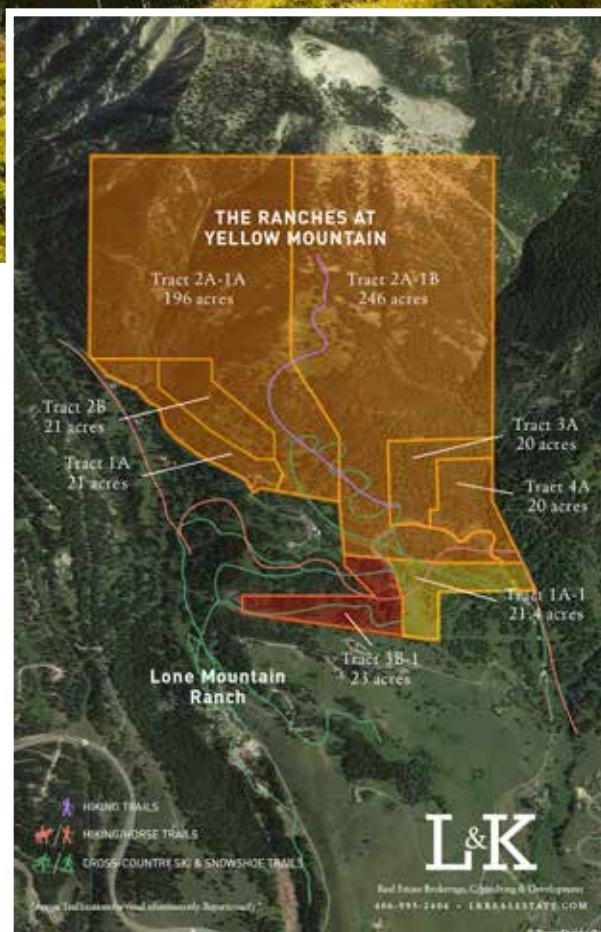 THE RANCHES AT
YELLOW MOUNTAIN
Tract 2A-1A
196 acres
Tract 2A-1B
246 acres
Tract 2B
21 acres
Tract 1A
21 acres
Tract 3A
20 acres
Tract 4A
20 acres
Tract 1A-1
21.4 acres
Tract 3B-1
23 acres
Lone Mountain
Ranch
HIKING TRAILS
HIKING/HORSE TRAILS
CROSS-COUNTRY SKI & SNOWSHOE TRAILS
L&K
Real Estate Brokerage, Consulting & Development
406-995-2404 • LKREALESTATE.COM